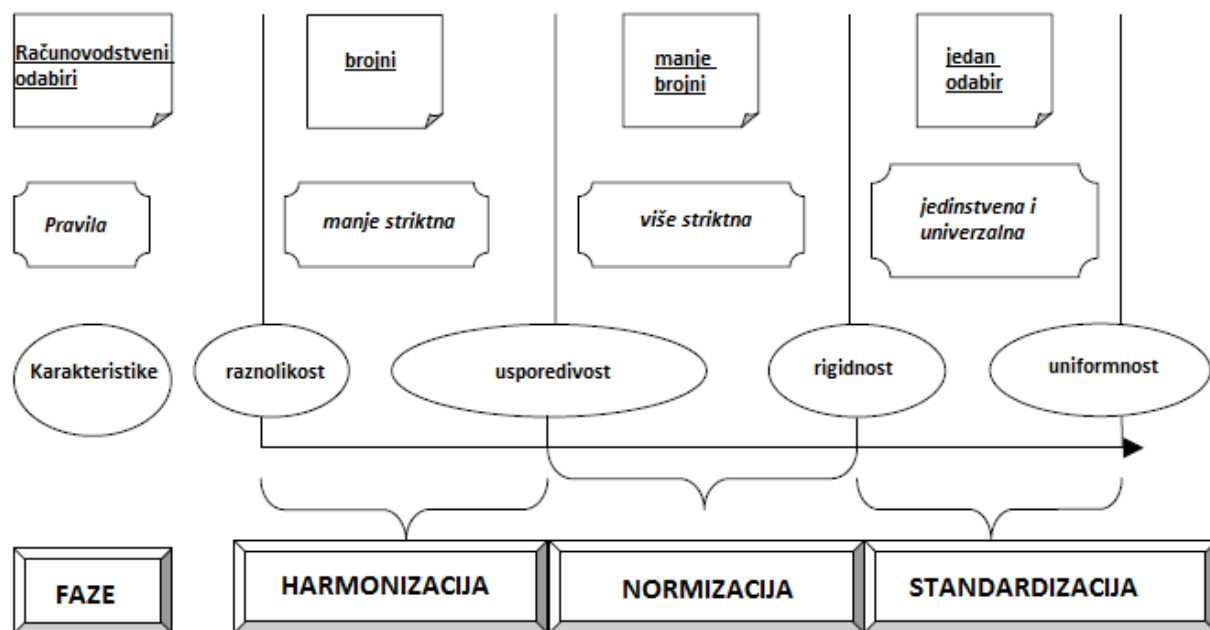 Računovodstveni
odabiri
brojni
manje
brojni
jedan
odabir
Pravila
manje striktna
više striktna
jedinstvena i
univerzalna
Karakteristike
raznolikost
usporedivost
rigidnost
uniformnost
FAZE
HARMONIZACIJA
NORMIZACIJA
STANDARDIZACIJA